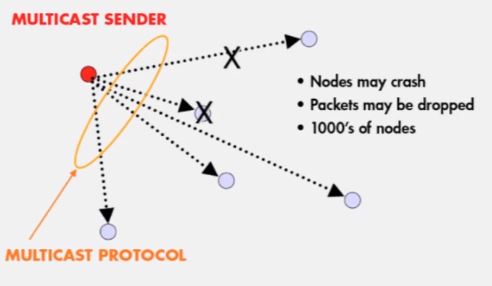 MULTICAST SENDER
X
• Nodes may crash
• Packets may be dropped
X
• 1000's of nodes
MULTICAST PROTOCOL